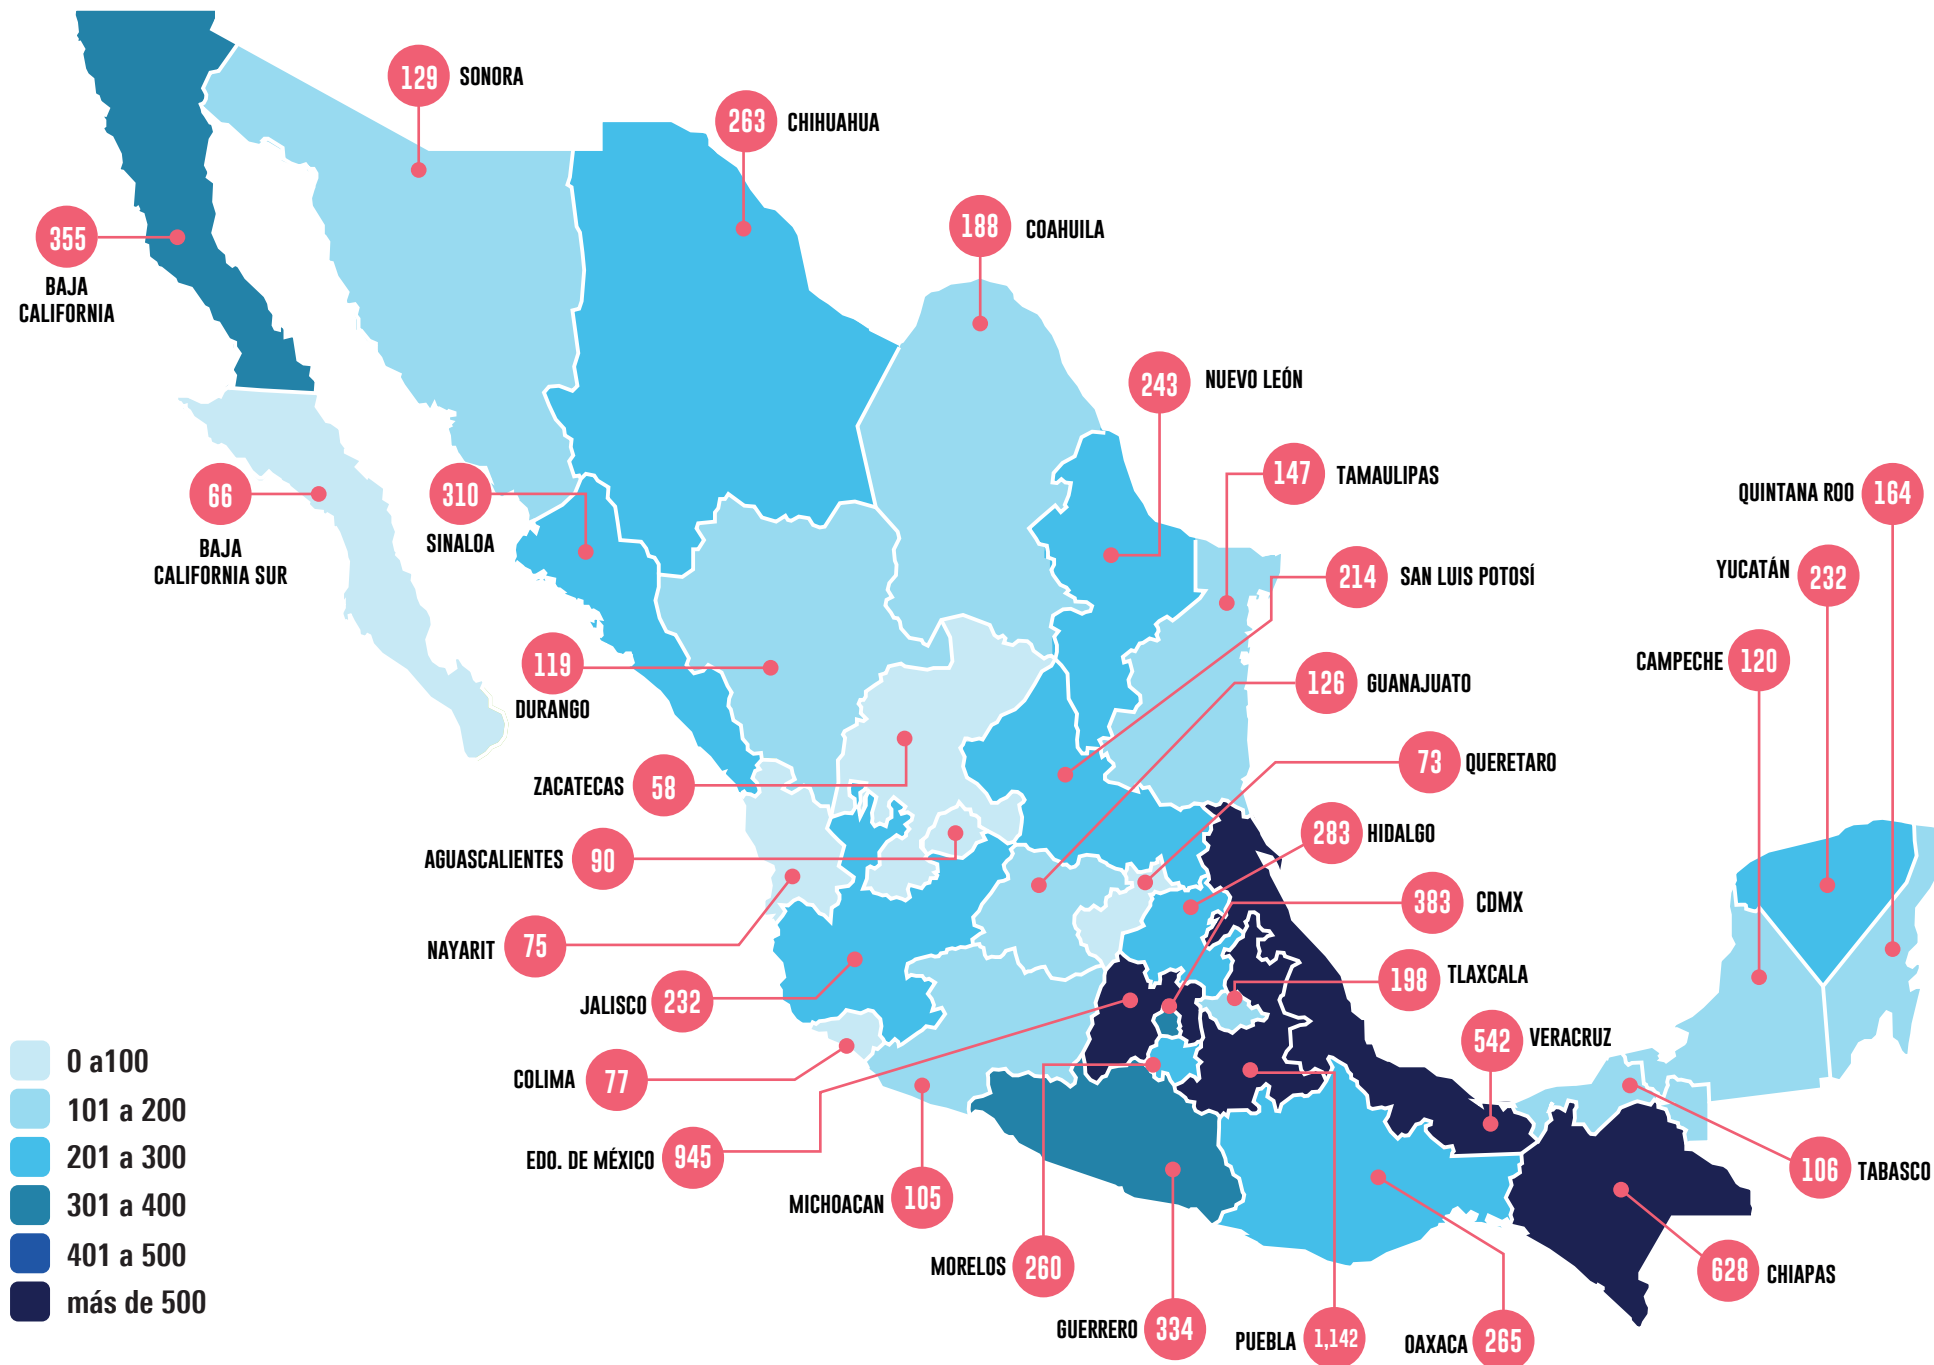 129 SONORA
263 CHIHUAHUA
188 COAHUILA
355
BAJA
CALIFORNIA
243 NUEVO LEÓN
147 TAMAULIPAS
QUINTANA ROO 164
66
BAJA
CALIFORNIA SUR
310
SINALOA
214 SAN LUIS POTOSÍ
YUCATÁN 232
119
DURANGO
126 GUANAJUATO
CAMPECHE 120
ZACATECAS 58
73 QUERETARO
AGUASCALIENTES 90
283 HIDALGO
383 CDMX
NAYARIT 75
198 TLAXCALA
JALISCO 232
542 VERACRUZ
COLIMA 77
EDO. DE MÉXICO 945
106 TABASCO
MICHOACAN 105
MORELOS 260
628 CHIAPAS
GUERRERO 334
PUEBLA 1,142
OAXACA 265
0 a100
101 a 200
201 a 300
301 a 400
401 a 500
más de 500